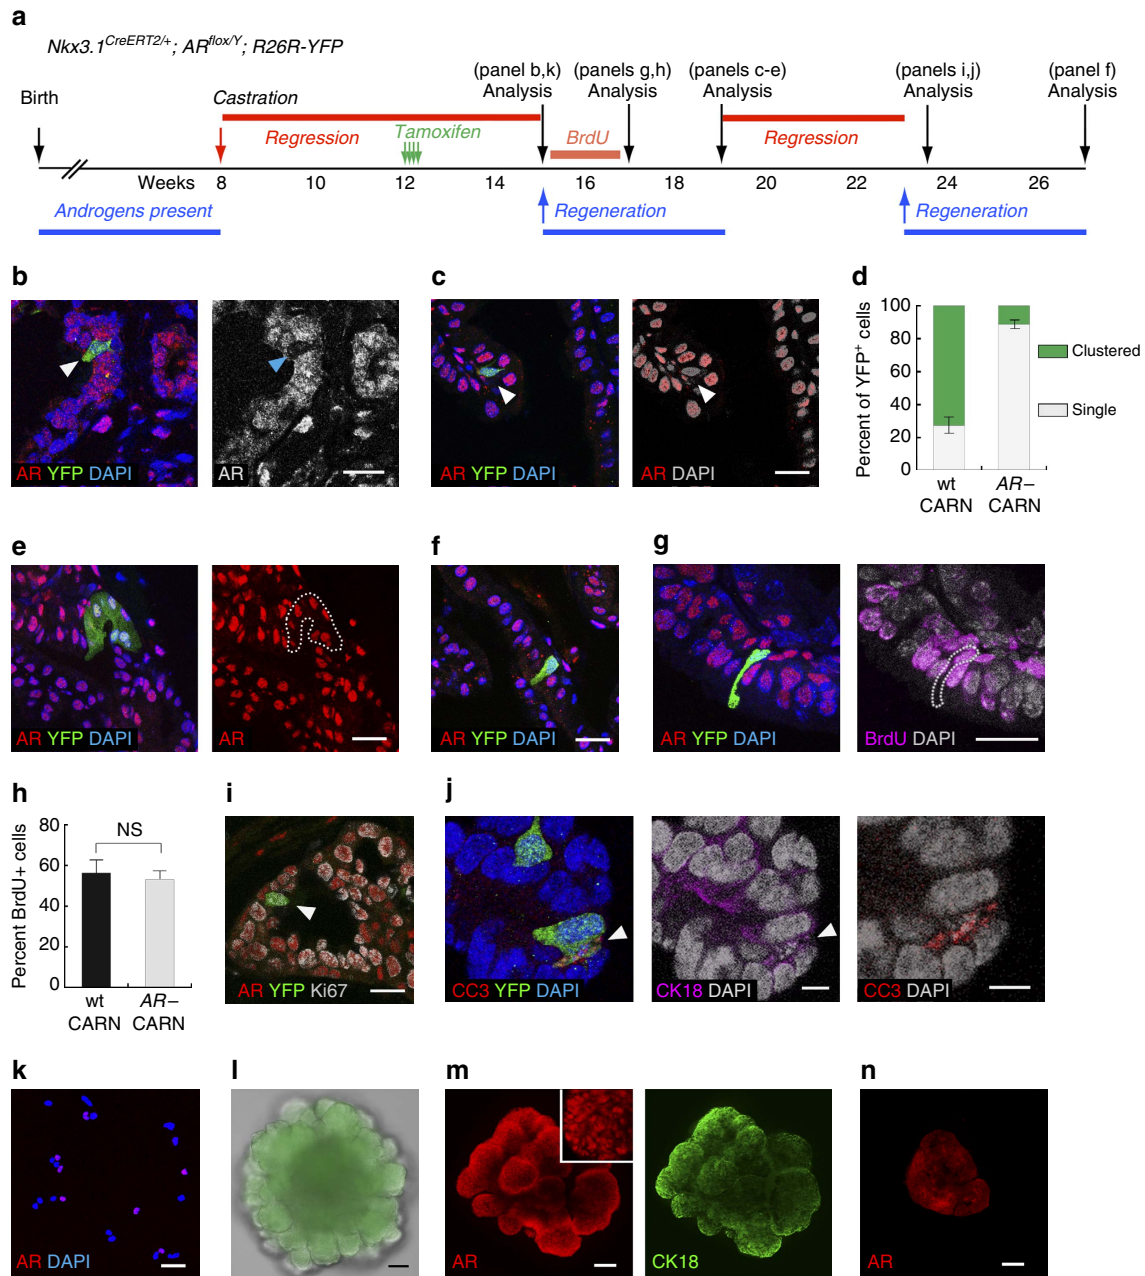 a
Nkx3.1CreERT2/+; ARflox/Y; R26R-YFP
(panel b,k) (panels g,h) (panels c-e) (panels i,j) (panel f)
Birth Castration Analysis Analysis Analysis Analysis Analysis
Regression Tamoxifen BrdU Regression
Weeks 8 10 12 14 16 18 20 22 24 26
Androgens present Regeneration Regeneration
b c d
AR YFP DAPI
AR
AR YFP DAPI
AR DAPI
Percent of YFP+ cells
100
80
60
40
20
0
wt CARN
AR– CARN
Clustered
Single
e f g
AR YFP DAPI
AR
AR YFP DAPI
AR YFP DAPI
BrdU DAPI
h i j
Percent BrdU+ cells
80
60
40
20
0
NS
wt CARN
AR– CARN
AR YFP Ki67
CC3 YFP DAPI
CK18 DAPI
CC3 DAPI
k l m n
AR DAPI
AR
CK18
AR